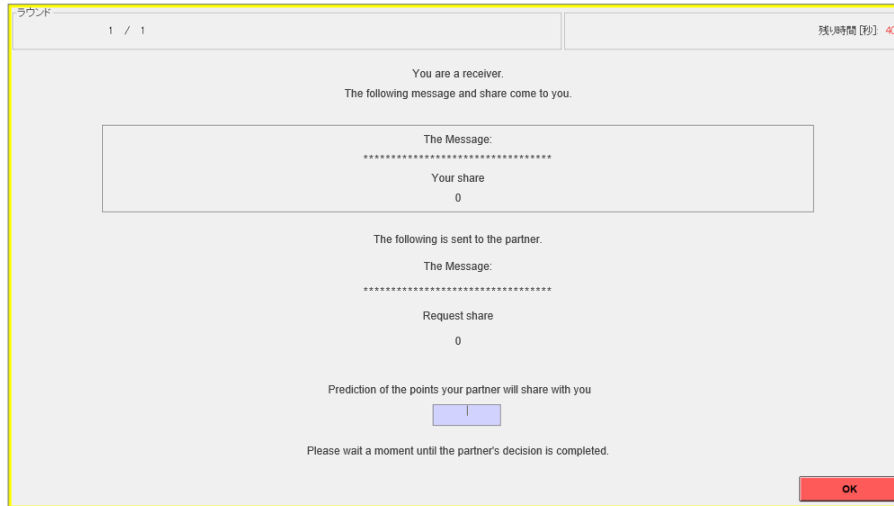 ラウンド
1 / 1
残り時間 [秒]: 40
You are a receiver.
The following message and share come to you.
The Message:
**********************************
Your share
0
The following is sent to the partner.
The Message:
**********************************
Request share
0
Prediction of the points your partner will share with you
Please wait a moment until the partner's decision is completed.
OK